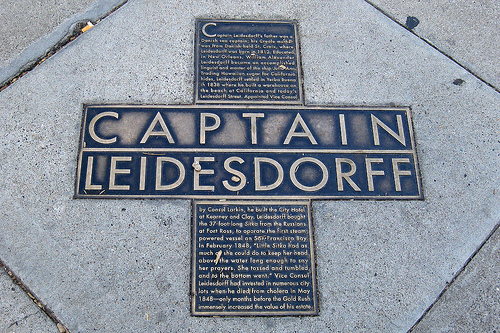 Captain Leidesdorff's father was a
Danish sea captain; his Creole mother
was from Danish-held St. Croix, where
Leidesdorff was born in 1812. Educated
in New Orleans, William Alexander
Leidesdorff became an accomplished
linguist and master of the ship
Trading Hawaiian sugar for California
hides, Leidesdorff settled in Yerba Buena
in 1838 where he built a warehouse on
the beach at California and today's
Leidesdorff Street. Appointed Vice Consul
CAPTAIN
LEIDESDORFF
by Consul Larkin, he built the City Hotel
at Kearney and Clay. Leidesdorff bought
the 37-foot-long Sitka from the Russians
at Fort Ross, to operate the first steam
powered vessel on San Francisco Bay.
In February 1848, "Little Sitka had as
much as she could do to keep her head
above the water long enough to say
her prayers. She tossed and tumbled,
and to the bottom went." Vice Consul
Leidesdorff had invested in numerous city
lots when he died from cholera in May
1848—only months before the Gold Rush
immensely increased the value of his estate.